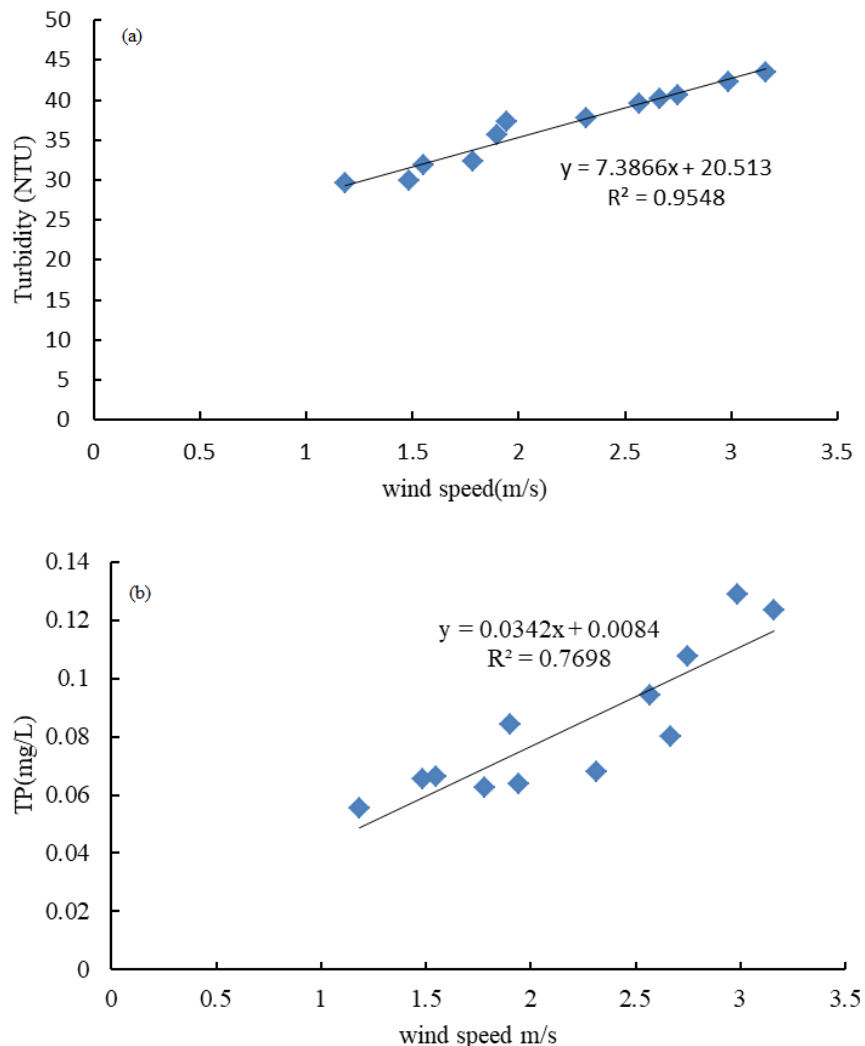 (a)
50
45
40
35
30
25
20
15
10
5
0
Turbidity (NTU)
y = 7.3866x + 20.513
R² = 0.9548
0 0.5 1 1.5 2 2.5 3 3.5
wind speed(m/s)
(b)
0.14
0.12
0.1
0.08
0.06
0.04
0.02
0
TP(mg/L)
y = 0.0342x + 0.0084
R² = 0.7698
0 0.5 1 1.5 2 2.5 3 3.5
wind speed m/s